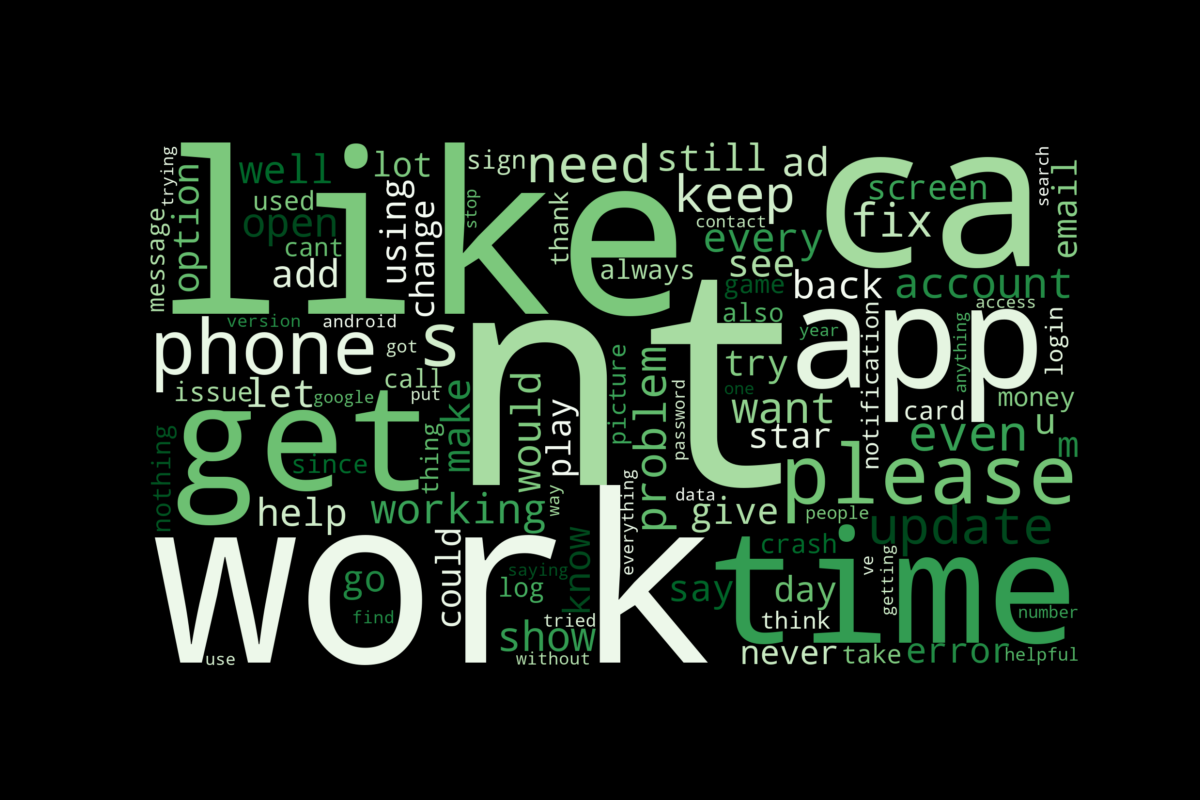 like
nt
work
ca
app
get
time
phone
please
s
need
keep
still
ad
fix
screen
email
search
trying
message
option
well
used
open
cant
add
lot
using
change
sign
stop
thank
always
contact
every
see
game
also
back
account
access
year
notification
anything
login
version
android
got
issue
let
google
call
put
make
thing
would
play
picture
problem
password
try
one
want
star
card
money
even
u
m
nothing
since
help
working
way
everything
data
give
people
update
could
go
find
use
know
saying
log
tried
show
without
say
crash
day
think
ve
getting
never
take
error
number
helpful